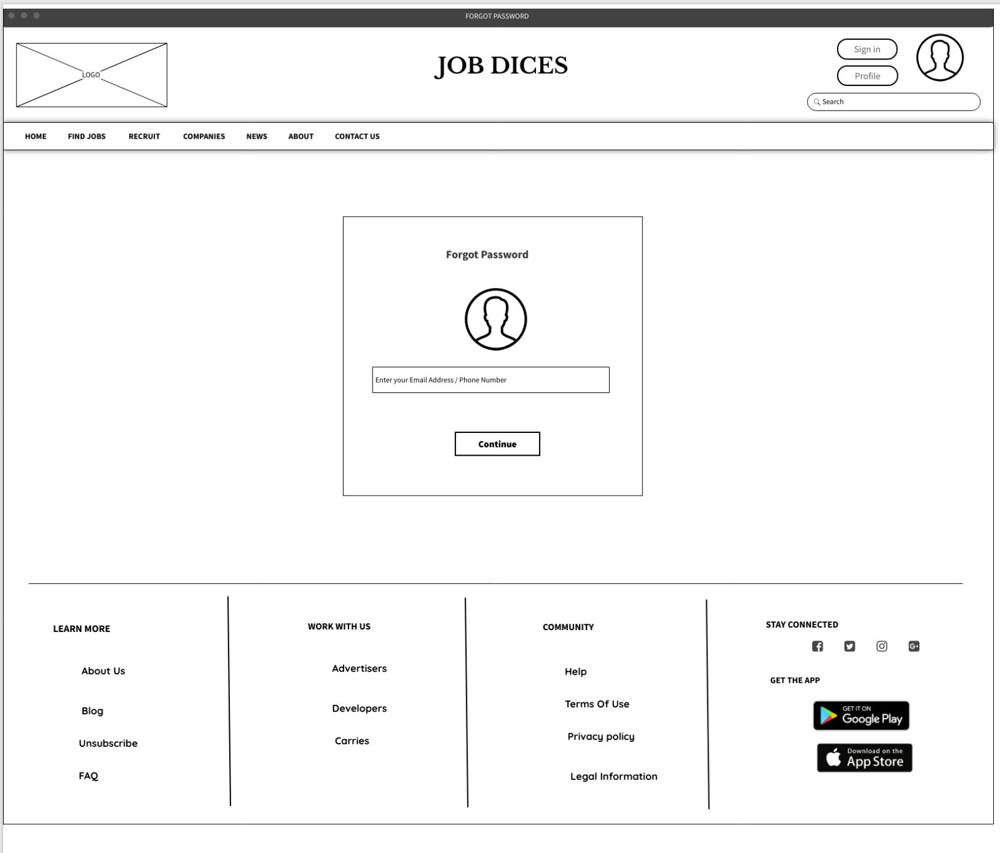 FORGOT PASSWORD
LOGO
JOB DICES
Sign in
Profile
Search
HOME FIND JOBS RECRUIT COMPANIES NEWS ABOUT CONTACT US
Forgot Password
Enter your Email Address / Phone Number
Continue
LEARN MORE
About Us
Blog
Unsubscribe
FAQ
WORK WITH US
Advertisers
Developers
Carries
COMMUNITY
Help
Terms Of Use
Privacy policy
Legal Information
STAY CONNECTED
G+
GET THE APP
GET IT ON
Google Play
Download on the
App Store